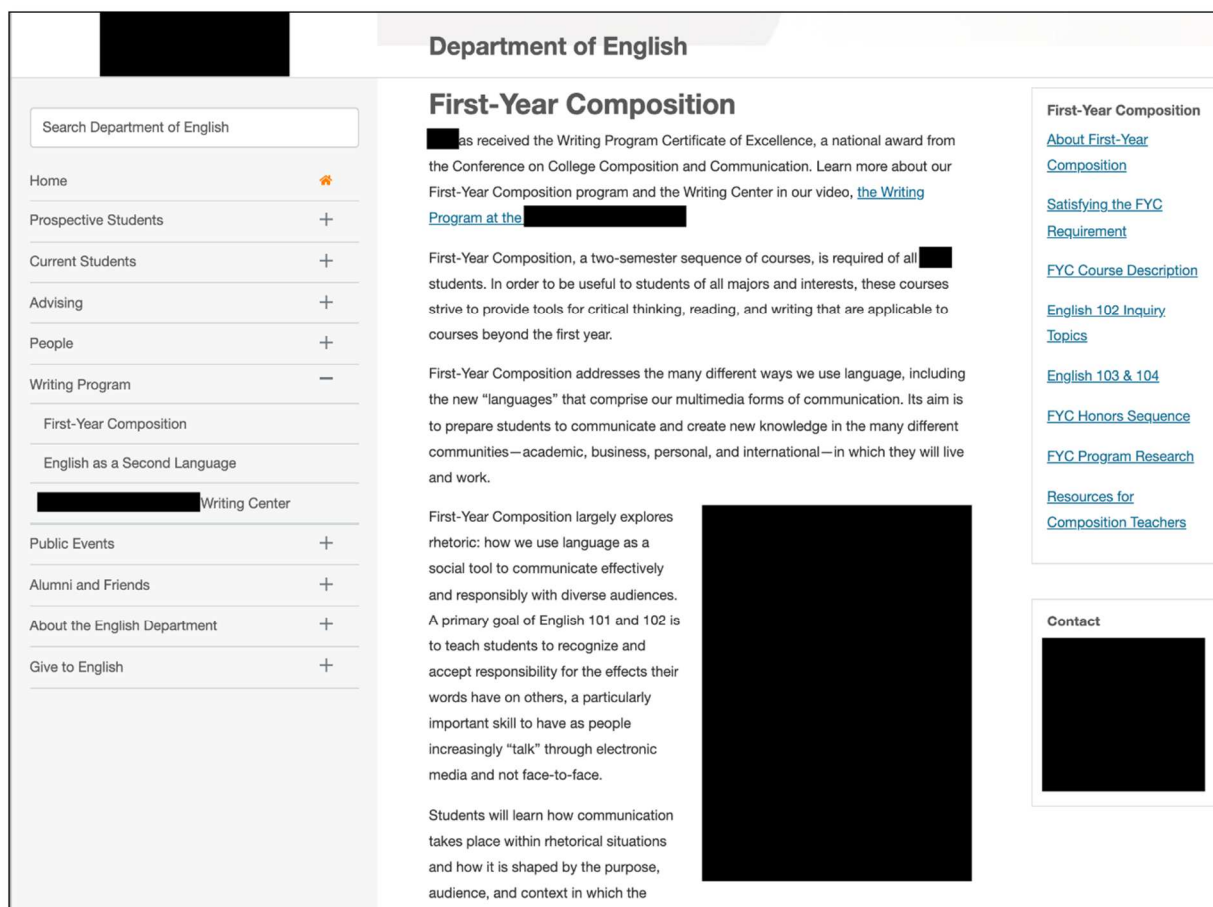 Department of English
Search Department of English
Home
Prospective Students
Current Students
Advising
People
Writing Program
First-Year Composition
English as a Second Language
Writing Center
Public Events
Alumni and Friends
About the English Department
Give to English
First-Year Composition
as received the Writing Program Certificate of Excellence, a national award from
the Conference on College Composition and Communication. Learn more about our
First-Year Composition program and the Writing Center in our video, the Writing
Program at the
First-Year Composition, a two-semester sequence of courses, is required of all
students. In order to be useful to students of all majors and interests, these courses
strive to provide tools for critical thinking, reading, and writing that are applicable to
courses beyond the first year.
First-Year Composition addresses the many different ways we use language, including
the new “languages” that comprise our multimedia forms of communication. Its aim is
to prepare students to communicate and create new knowledge in the many different
communities—academic, business, personal, and international—in which they will live
and work.
First-Year Composition largely explores
rhetoric: how we use language as a
social tool to communicate effectively
and responsibly with diverse audiences.
A primary goal of English 101 and 102 is
to teach students to recognize and
accept responsibility for the effects their
words have on others, a particularly
important skill to have as people
increasingly “talk” through electronic
media and not face-to-face.
Students will learn how communication
takes place within rhetorical situations
and how it is shaped by the purpose,
audience, and context in which the
First-Year Composition
About First-Year
Composition
Satisfying the FYC
Requirement
FYC Course Description
English 102 Inquiry
Topics
English 103 & 104
FYC Honors Sequence
FYC Program Research
Resources for
Composition Teachers
Contact